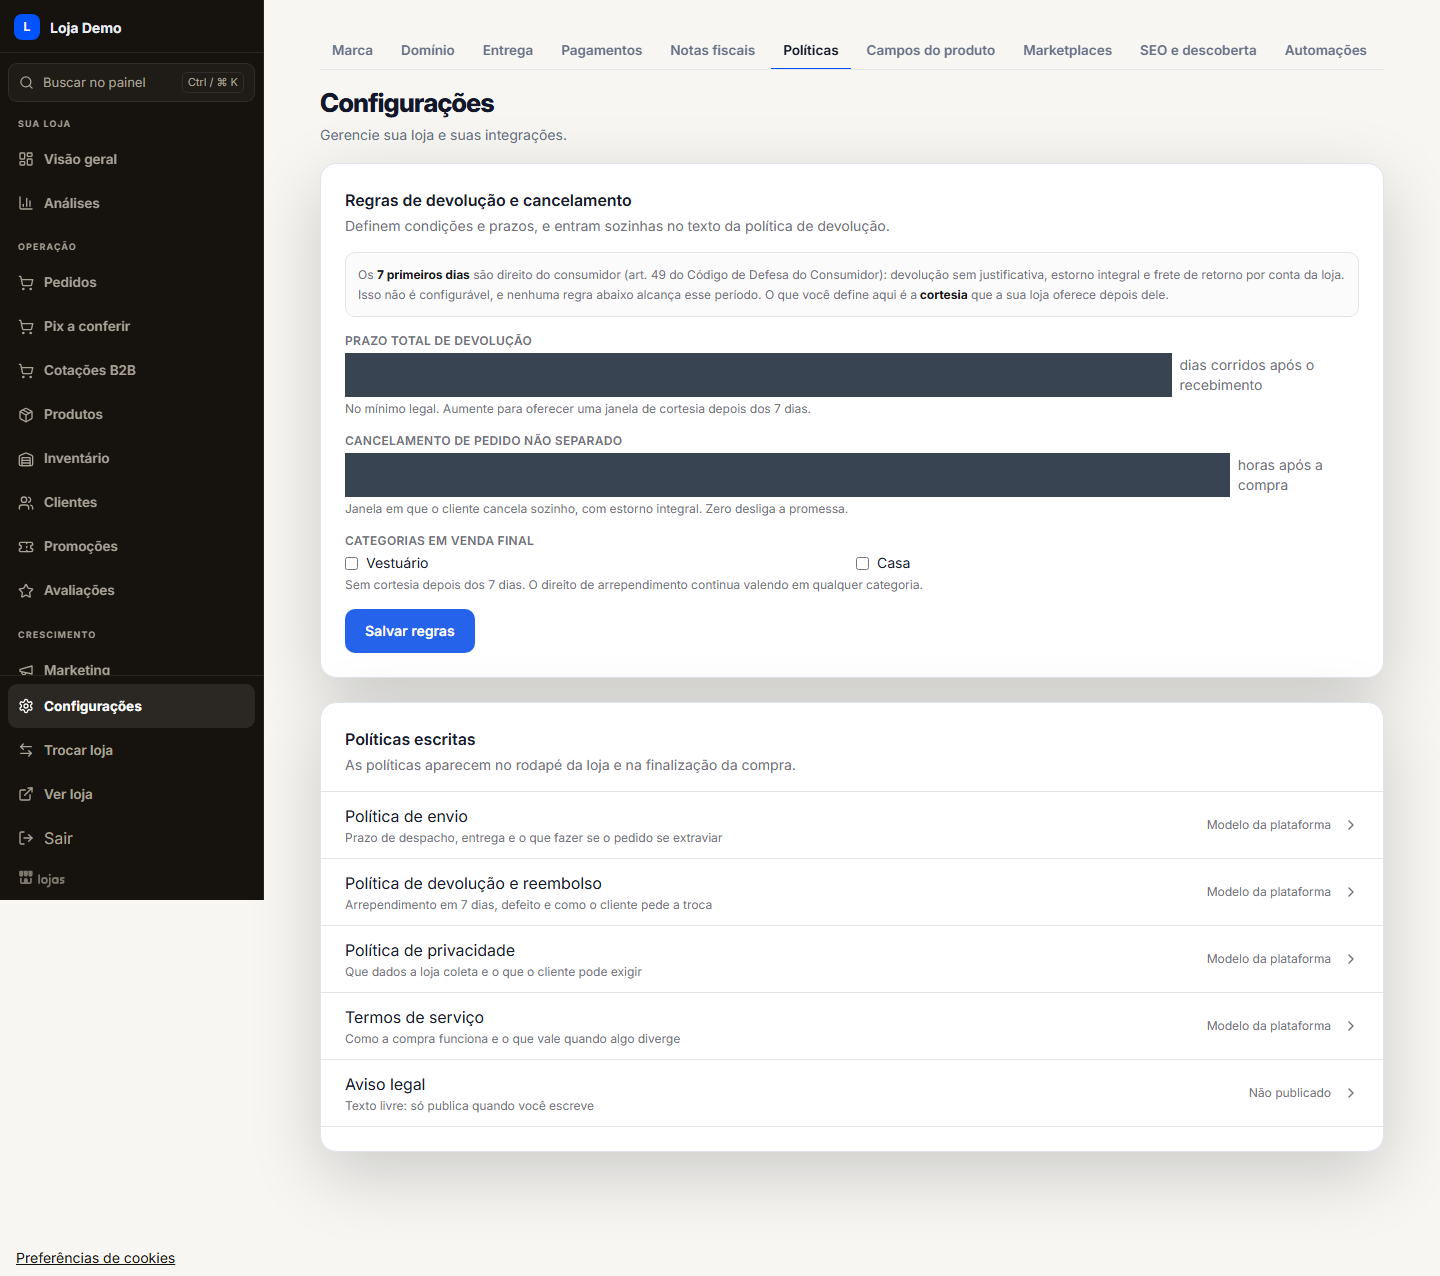 L Loja Demo
Buscar no painel Ctrl / ⌘ K
SUA LOJA
Visão geral
Análises
OPERAÇÃO
Pedidos
Pix a conferir
Cotações B2B
Produtos
Inventário
Clientes
Promoções
Avaliações
CRESCIMENTO
Marketing
Configurações
Trocar loja
Ver loja
Sair
lojas
Marca Domínio Entrega Pagamentos Notas fiscais Políticas Campos do produto Marketplaces SEO e descoberta Automações
Configurações
Gerencie sua loja e suas integrações.
Regras de devolução e cancelamento
Definem condições e prazos, e entram sozinhas no texto da política de devolução.
Os 7 primeiros dias são direito do consumidor (art. 49 do Código de Defesa do Consumidor): devolução sem justificativa, estorno integral e frete de retorno por conta da loja.
Isso não é configurável, e nenhuma regra abaixo alcança esse período. O que você define aqui é a cortesia que a sua loja oferece depois dele.
PRAZO TOTAL DE DEVOLUÇÃO
dias corridos após o
recebimento
No mínimo legal. Aumente para oferecer uma janela de cortesia depois dos 7 dias.
CANCELAMENTO DE PEDIDO NÃO SEPARADO
horas após a
compra
Janela em que o cliente cancela sozinho, com estorno integral. Zero desliga a promessa.
CATEGORIAS EM VENDA FINAL
Vestuário Casa
Sem cortesia depois dos 7 dias. O direito de arrependimento continua valendo em qualquer categoria.
Salvar regras
Políticas escritas
As políticas aparecem no rodapé da loja e na finalização da compra.
Política de envio
Prazo de despacho, entrega e o que fazer se o pedido se extraviar
Modelo da plataforma
Política de devolução e reembolso
Arrependimento em 7 dias, defeito e como o cliente pede a troca
Modelo da plataforma
Política de privacidade
Que dados a loja coleta e o que o cliente pode exigir
Modelo da plataforma
Termos de serviço
Como a compra funciona e o que vale quando algo diverge
Modelo da plataforma
Aviso legal
Texto livre: só publica quando você escreve
Não publicado
Preferências de cookies